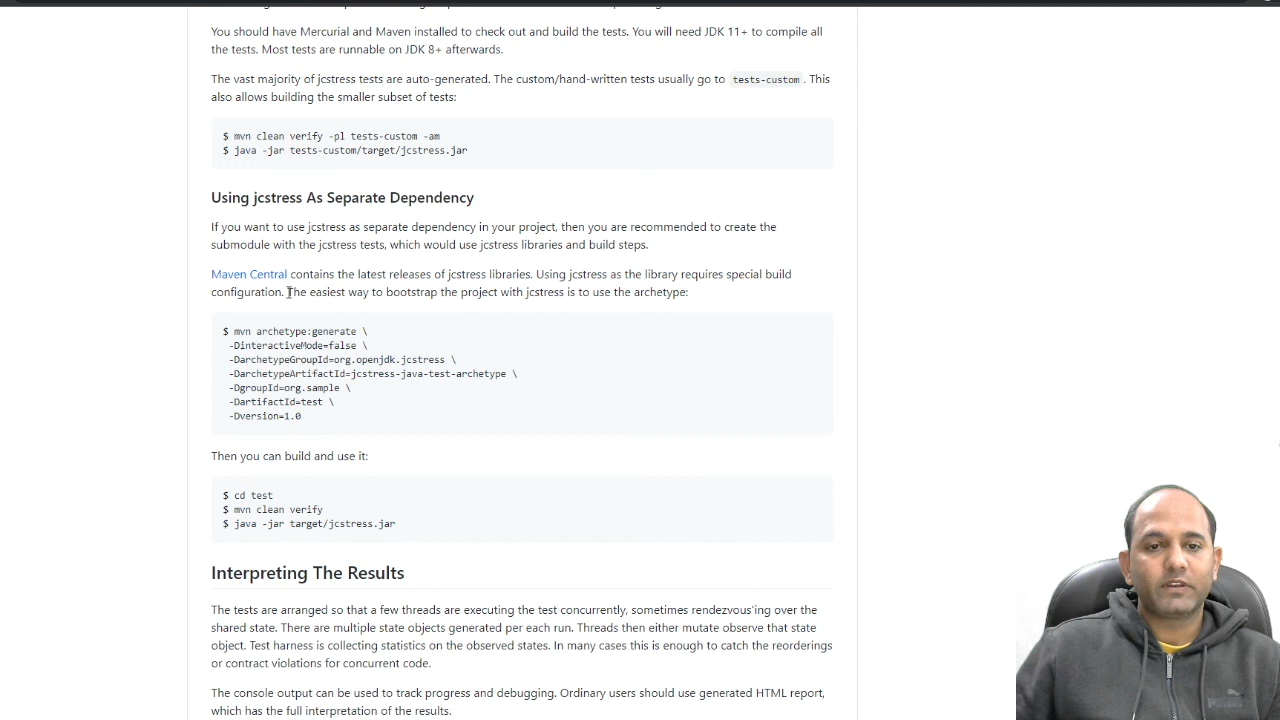 You should have Mercurial and Maven installed to check out and build the tests. You will need JDK 11+ to compile all
the tests. Most tests are runnable on JDK 8+ afterwards.
The vast majority of jcstress tests are auto-generated. The custom/hand-written tests usually go to tests-custom . This
also allows building the smaller subset of tests:
$ mvn clean verify -pl tests-custom -am
$ java -jar tests-custom/target/jcstress.jar
Using jcstress As Separate Dependency
If you want to use jcstress as separate dependency in your project, then you are recommended to create the
submodule with the jcstress tests, which would use jcstress libraries and build steps.
Maven Central contains the latest releases of jcstress libraries. Using jcstress as the library requires special build
configuration. The easiest way to bootstrap the project with jcstress is to use the archetype:
$ mvn archetype:generate \
-DinteractiveMode=false \
-DarchetypeGroupId=org.openjdk.jcstress \
-DarchetypeArtifactId=jcstress-java-test-archetype \
-DgroupId=org.sample \
-DartifactId=test \
-Dversion=1.0
Then you can build and use it:
$ cd test
$ mvn clean verify
$ java -jar target/jcstress.jar
Interpreting The Results
The tests are arranged so that a few threads are executing the test concurrently, sometimes rendezvous'ing over the
shared state. There are multiple state objects generated per each run. Threads then either mutate observe that state
object. Test harness is collecting statistics on the observed states. In many cases this is enough to catch the reorderings
or contract violations for concurrent code.
The console output can be used to track progress and debugging. Ordinary users should use generated HTML report,
which has the full interpretation of the results.